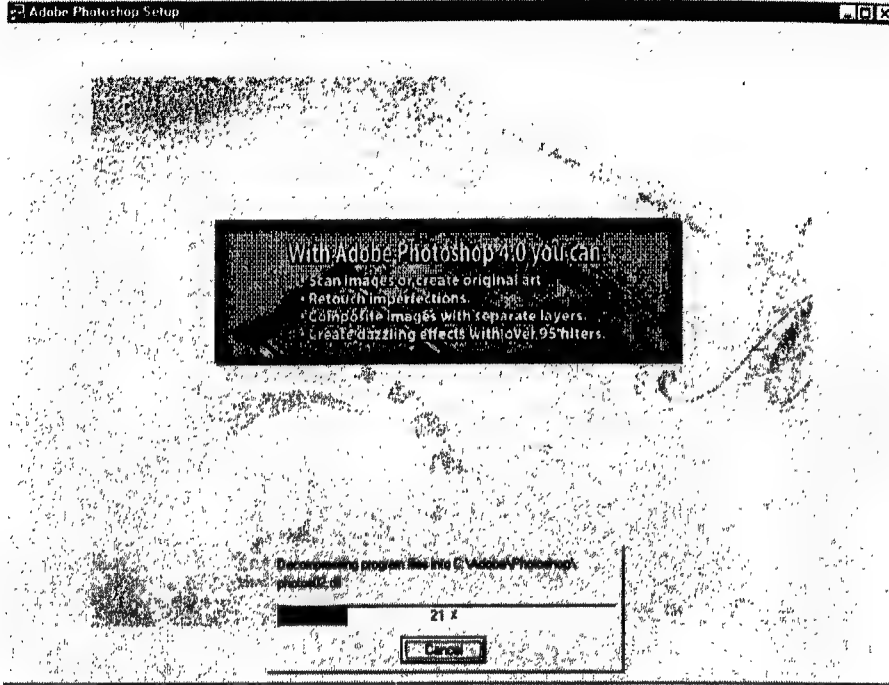 Adobe Photoshop Setup
With Adobe Photoshop 4.0 you can:
• Scan images or create original art
• Retouch imperfections.
• Composite images with separate layers.
• Create dazzling effects with over 95 filters.
Decompressing program files into C:\Adobe\Photoshop\
21 %
Cancel